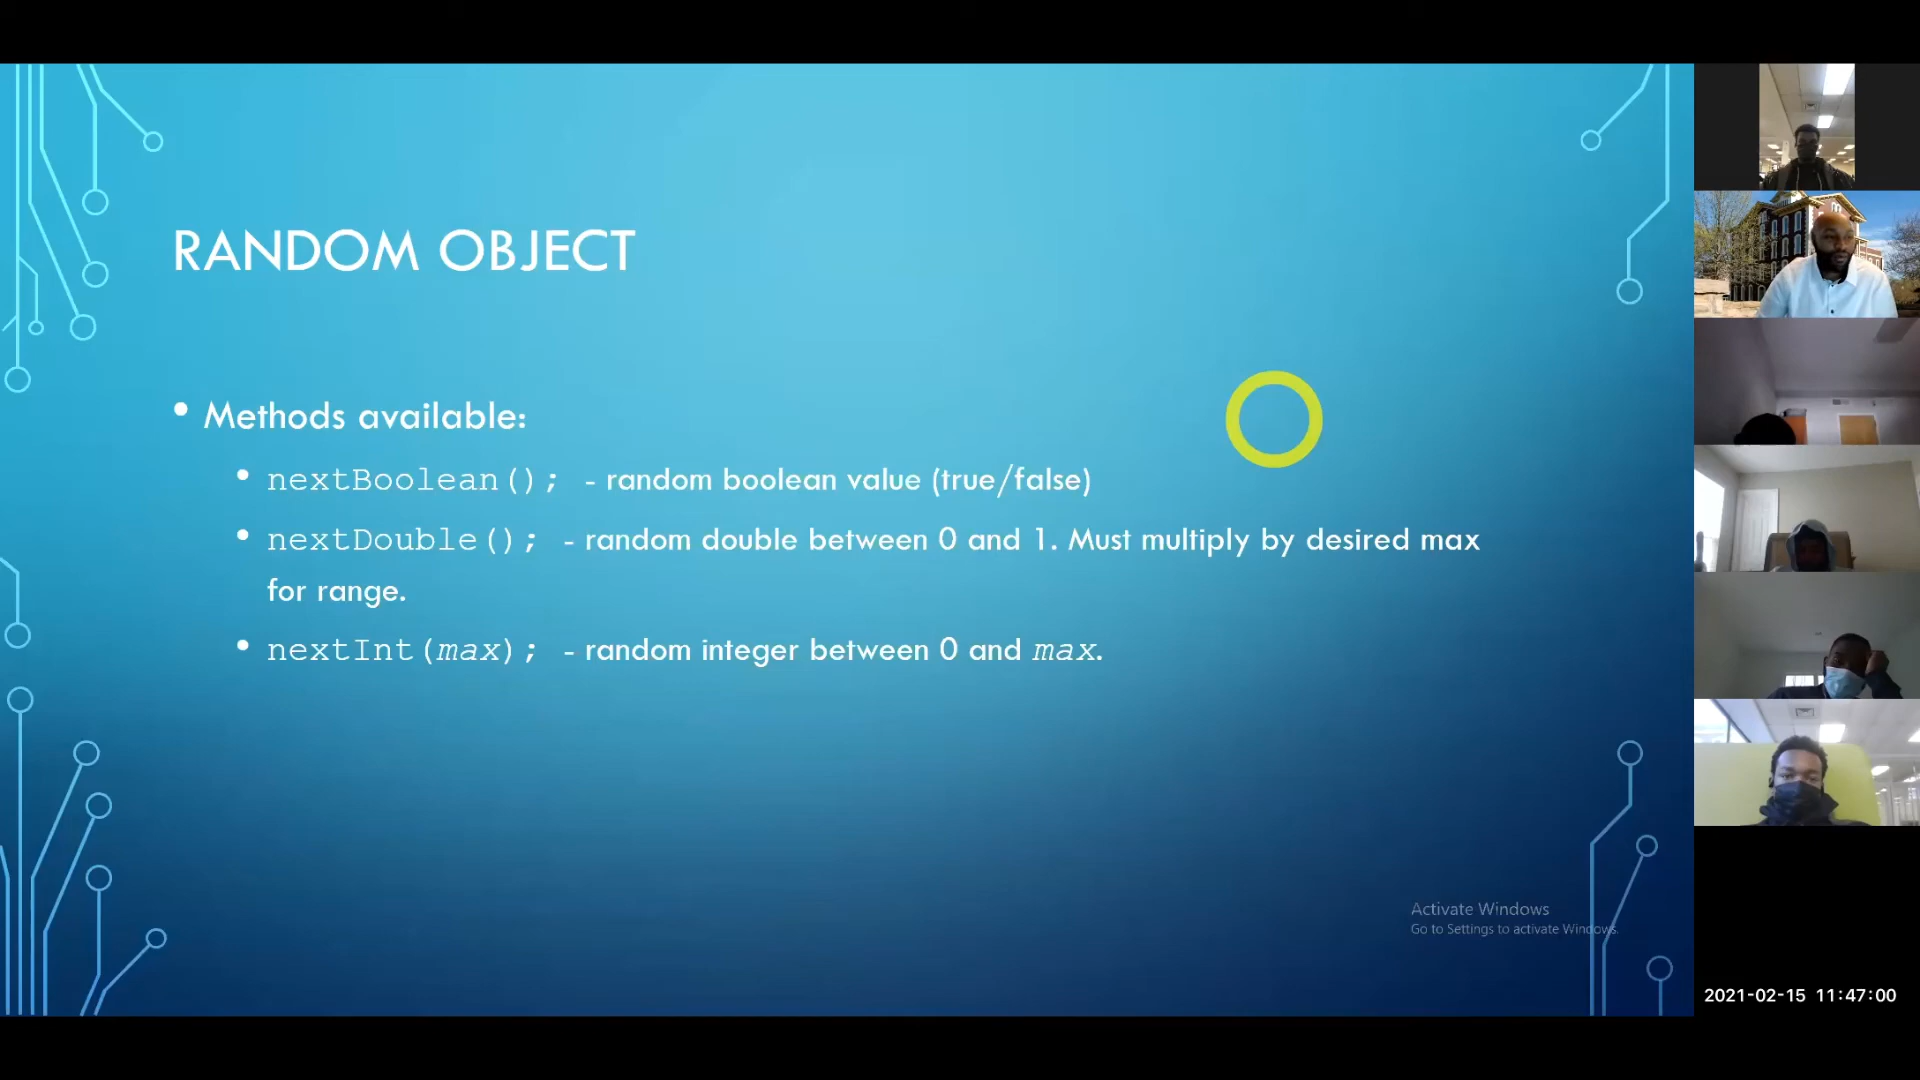 RANDOM OBJECT
• Methods available:
• nextBoolean(); - random boolean value (true/false)
• nextDouble(); - random double between 0 and 1. Must multiply by desired max
for range.
• nextInt(max); - random integer between 0 and max.
Activate Windows
Go to Settings to activate Windows.
2021-02-15 11:47:00